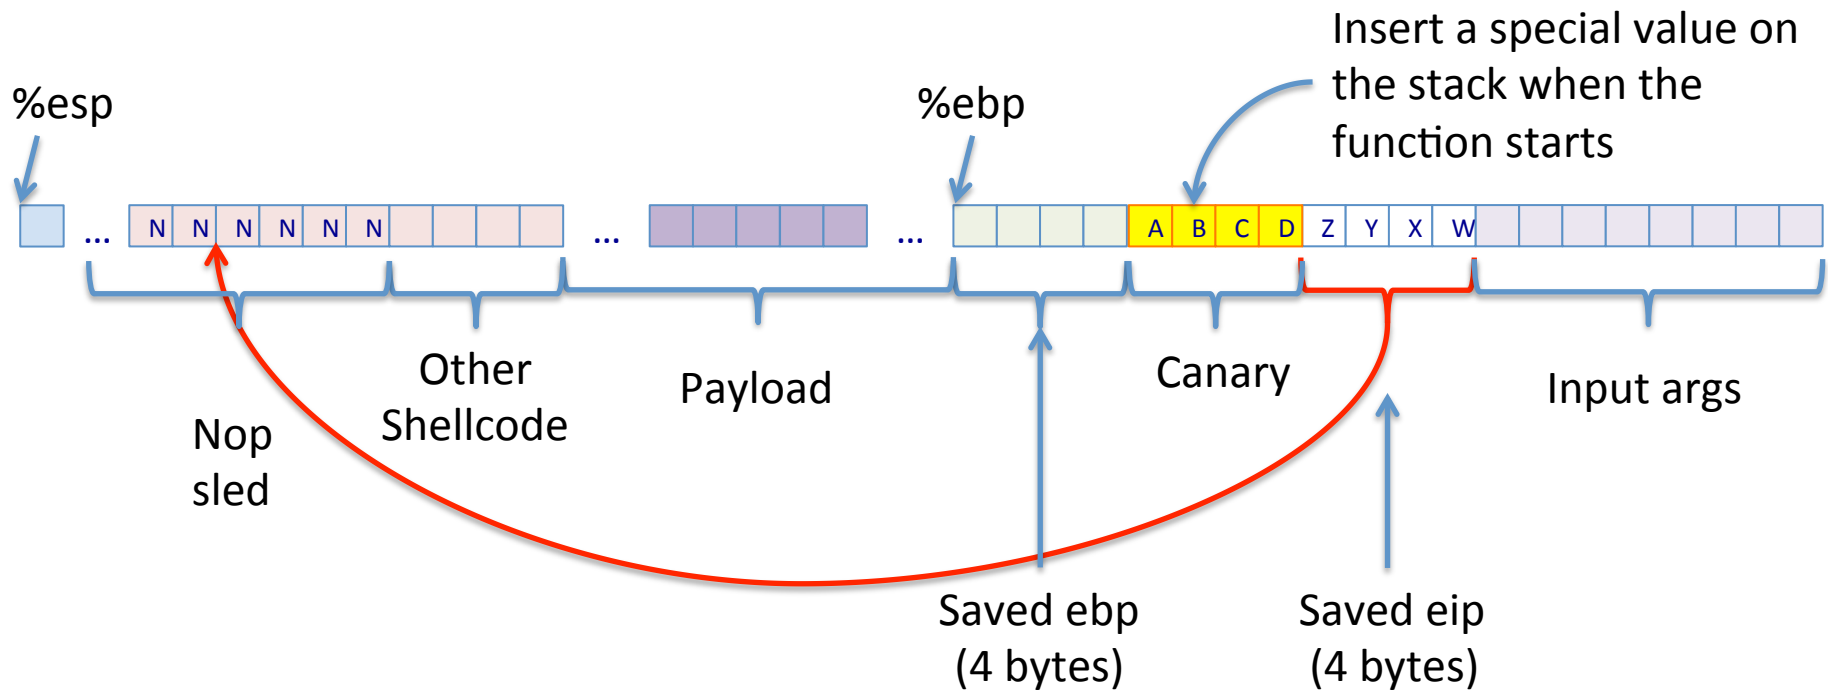 Insert a special value on
the stack when the
function starts
%esp
%ebp
... N N N N N N ... ... A B C D Z Y X W
Other
Shellcode
Payload
Canary
Input args
Nop
sled
Saved ebp
(4 bytes)
Saved eip
(4 bytes)